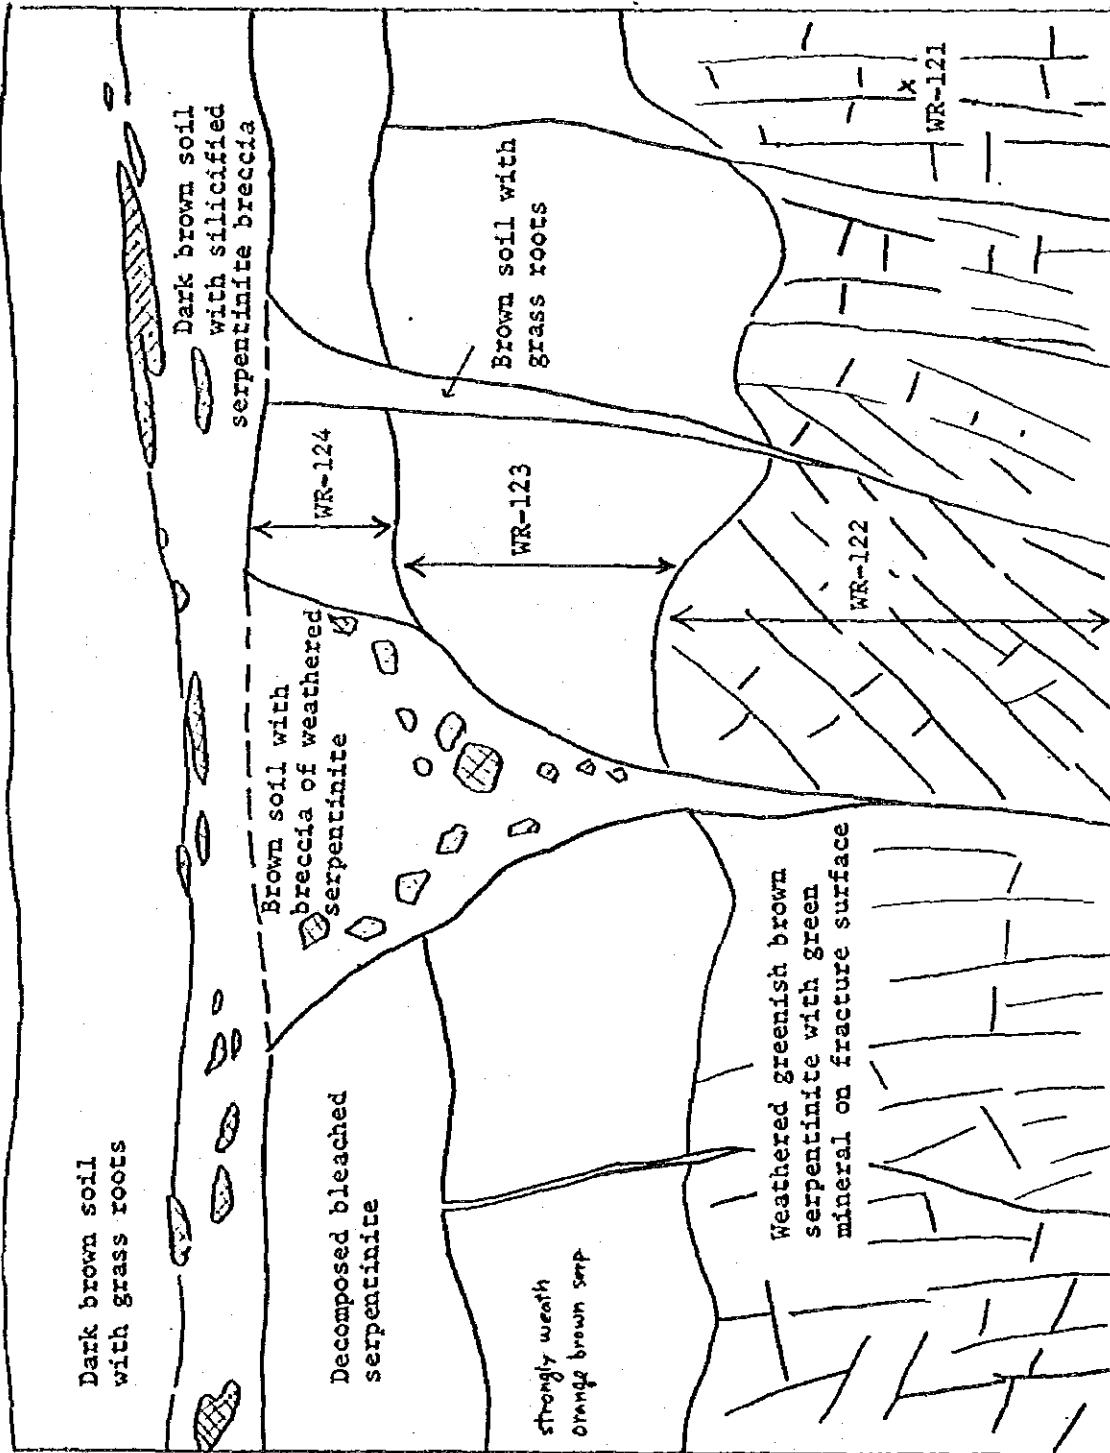 Dark brown soil
with grass roots
Dark brown soil
with silicified
serpentinite breccia
Brown soil with
breccia of weathered
serpentinite
WR-124
Decomposed bleached
serpentinite
Brown soil with
grass roots
WR-123
strongly weath
orange brown serp
Weathered greenish brown
serpentinite with green
mineral on fracture surface
WR-122
x
WR-121